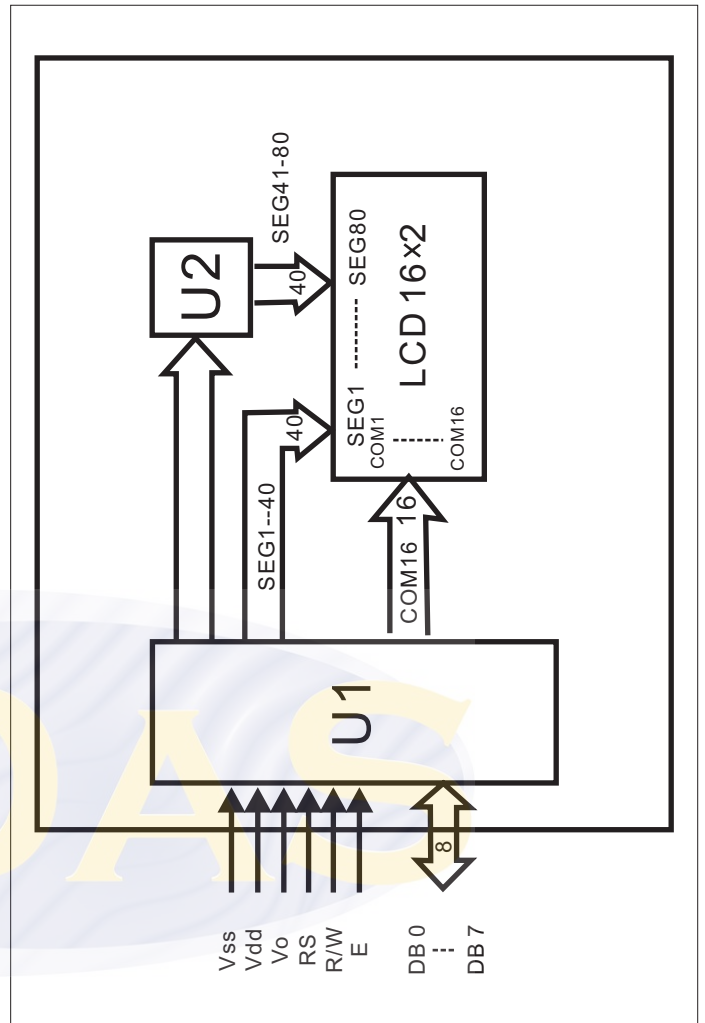 Vss
Vdd
Vo
RS
R/W
E
DB 0
DB 7
8
U1
SEG1--40
40
COM16
16
U2
SEG41-80
40
SEG1 ---------- SEG80
COM1
COM16
LCD 16×2
OAS